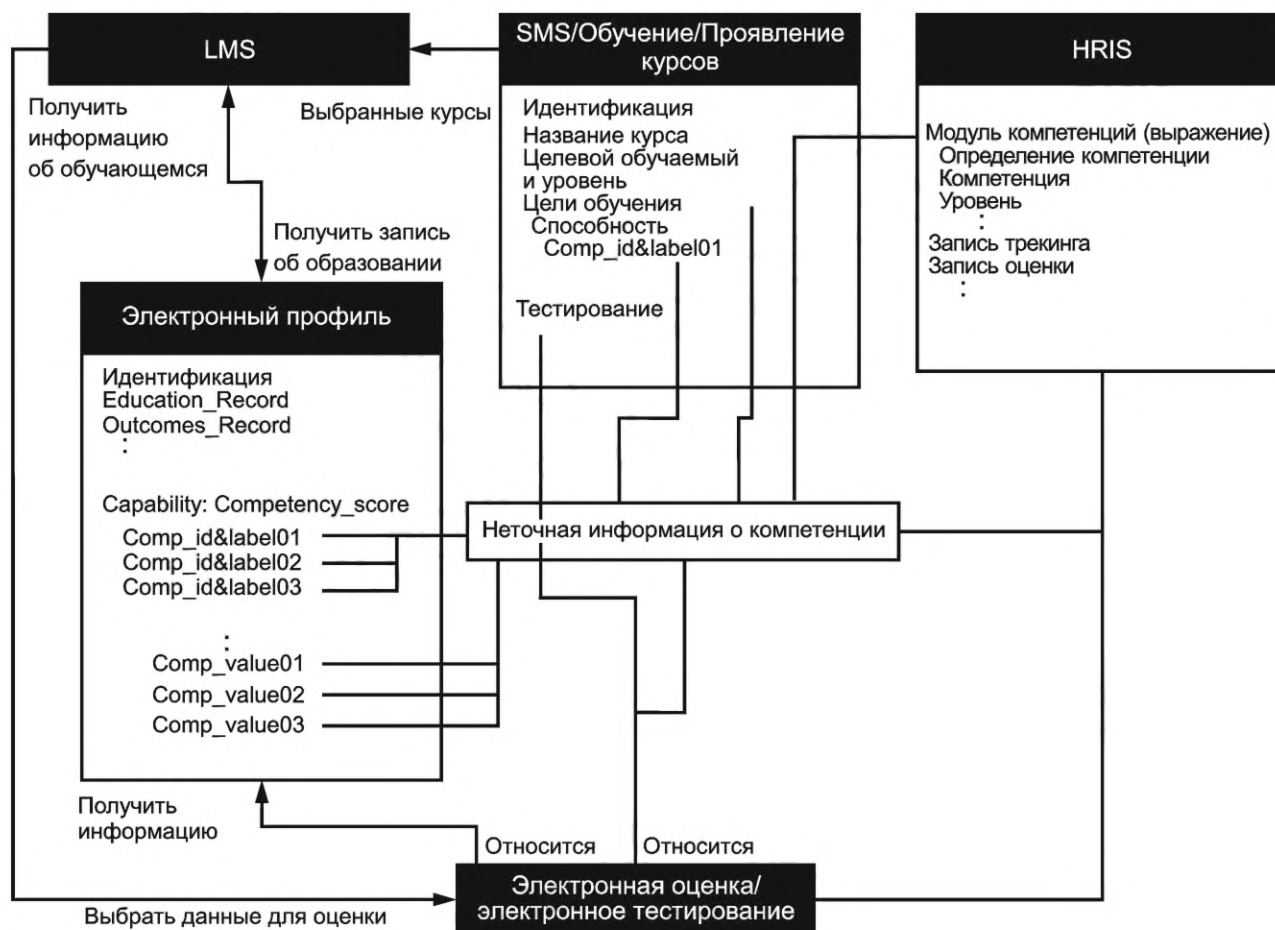 LMS
SMS/Обучение/Проявление
курсов
HRIS
Получить
информацию
об обучающемся
Выбранные курсы
Идентификация
Название курса
Целевой обучаемый
и уровень
Цели обучения
Способность
Comp_id&label01
Тестирование
Модуль компетенций (выражение)
Определение компетенции
Компетенция
Уровень
⋮
Запись трекинга
Запись оценки
⋮
Получить запись
об образовании
Электронный профиль
Идентификация
Education_Record
Outcomes_Record
⋮
Capability: Competency_score
Comp_id&label01
Comp_id&label02
Comp_id&label03
⋮
Comp_value01
Comp_value02
Comp_value03
Неточная информация о компетенции
Получить
информацию
Относится
Относится
Электронная оценка/
электронное тестирование
Выбрать данные для оценки